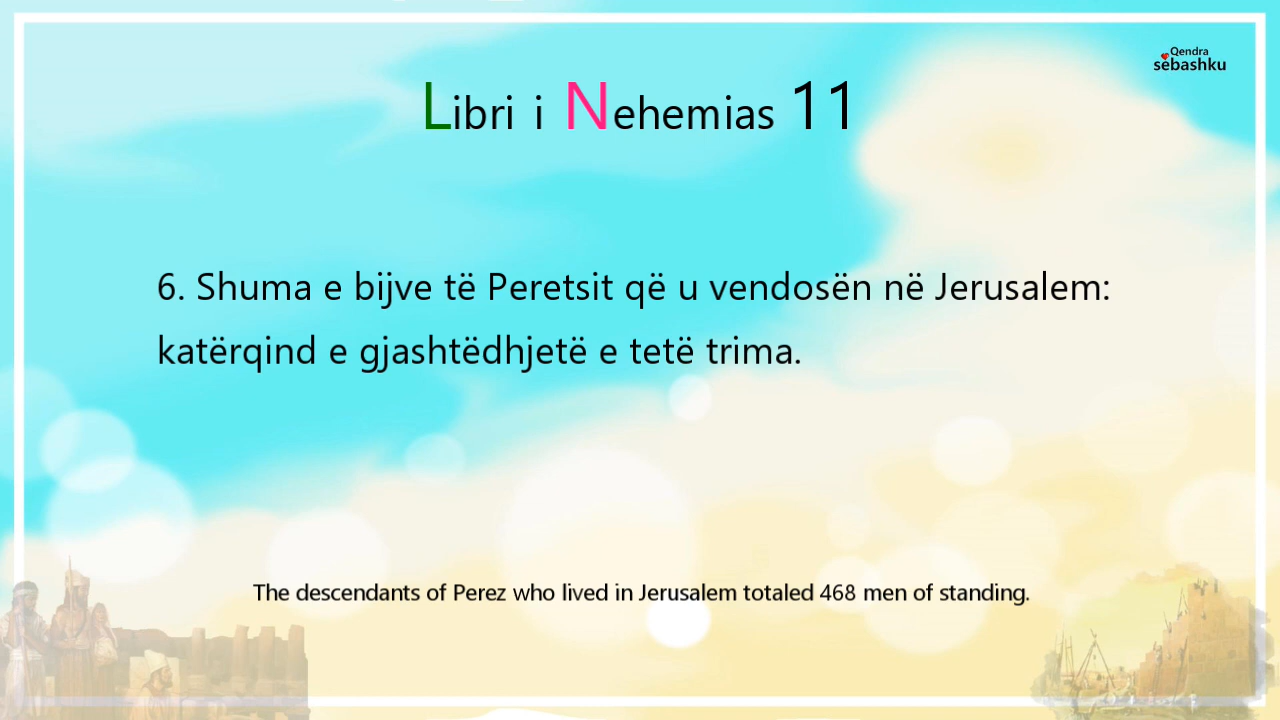 Qendra
sëbashku
Libri i Nehemias 11
6. Shuma e bijve të Peretsit që u vendosën në Jerusalem:
katërqind e gjashtëdhjetë e tetë trima.
The descendants of Perez who lived in Jerusalem totaled 468 men of standing.